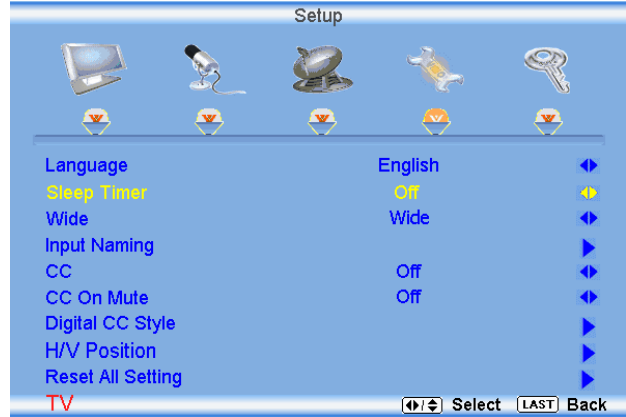 Setup
Language English
Sleep Timer Off
Wide Wide
Input Naming
CC Off
CC On Mute Off
Digital CC Style
H/V Position
Reset All Setting
TV Select LAST Back